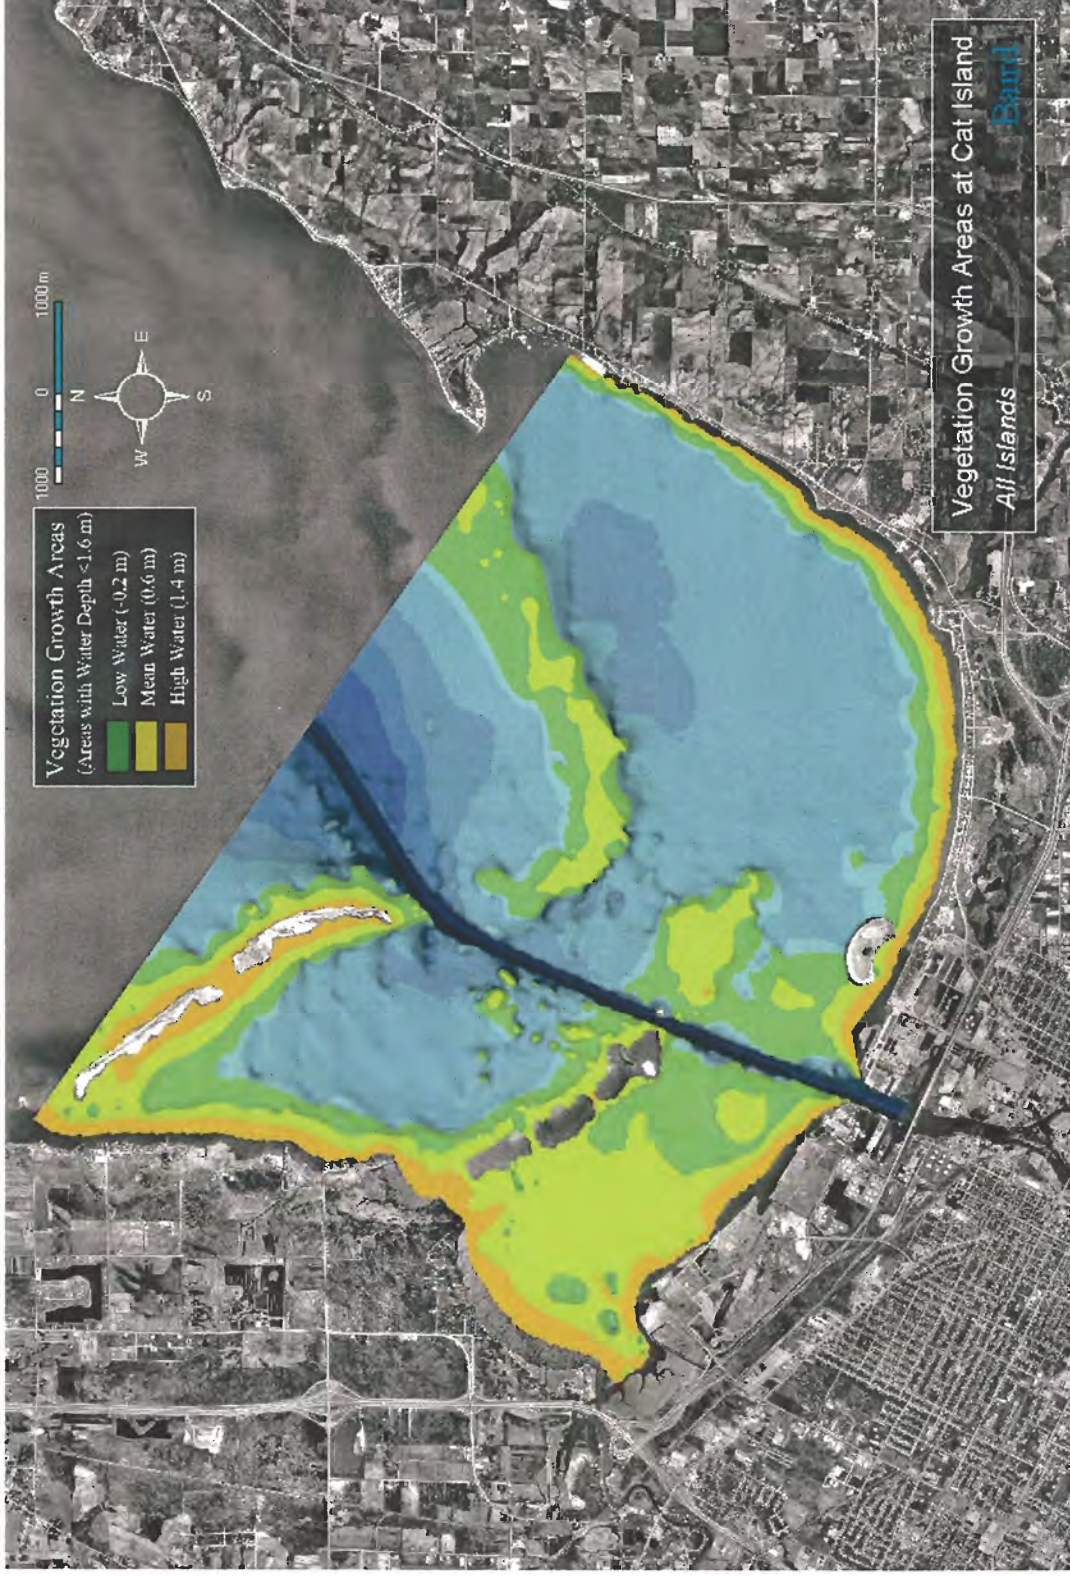 1000 0 1000m
N
W E
S
Vegetation Growth Areas
(Areas with Water Depth <1.6 m)
Low Water (-0.2 m)
Mean Water (0.6 m)
High Water (1.4 m)
Vegetation Growth Areas at Cat Island
All Islands
Baird